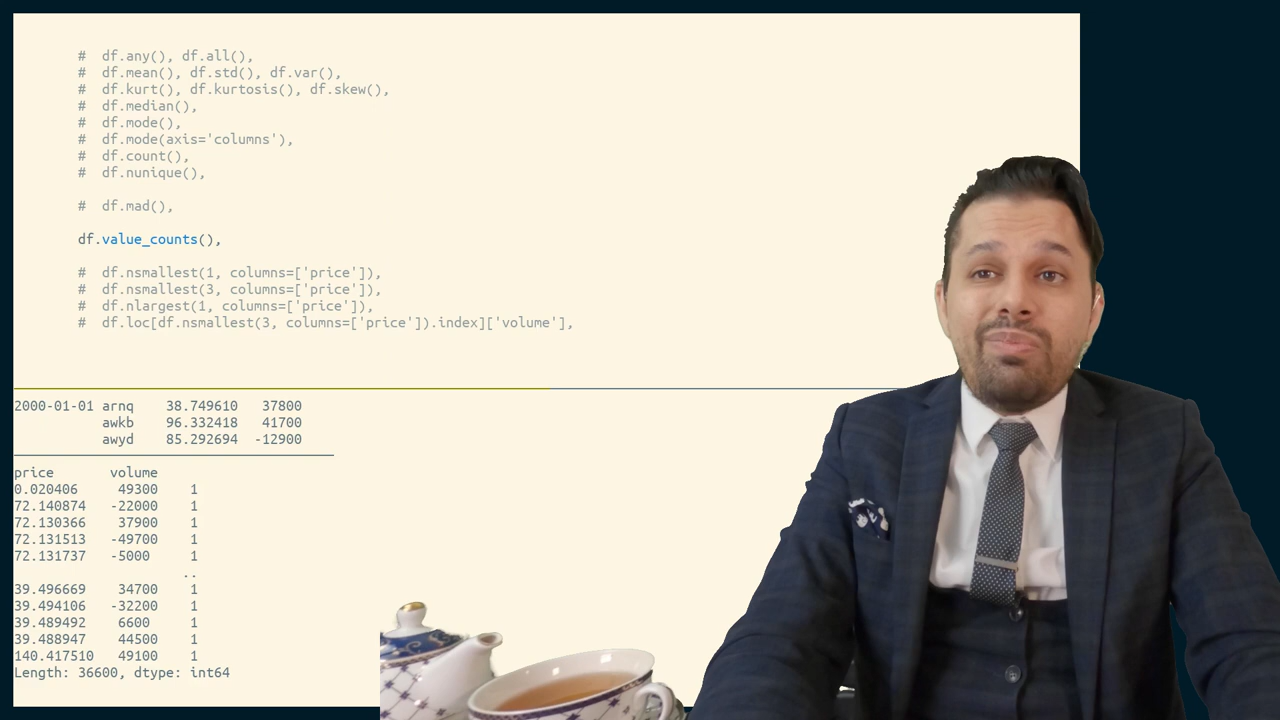 #  df.any(), df.all(),
#  df.mean(), df.std(), df.var(),
#  df.kurt(), df.kurtosis(), df.skew(),
#  df.median(),
#  df.mode(),
#  df.mode(axis='columns'),
#  df.count(),
#  df.nunique(),
#  df.mad(),
df.value_counts(),
#  df.nsmallest(1, columns=['price']),
#  df.nsmallest(3, columns=['price']),
#  df.nlargest(1, columns=['price']),
#  df.loc[df.nsmallest(3, columns=['price']).index]['volume'],
2000-01-01 arnq    38.749610   37800
awkb    96.332418   41700
awyd    85.292694  -12900
price       volume
0.020406     49300    1
72.140874   -22000    1
72.130366    37900    1
72.131513   -49700    1
72.131737   -5000     1
..
39.496669    34700    1
39.494106   -32200    1
39.489492    6600     1
39.488947    44500    1
140.417510   49100    1
Length: 36600, dtype: int64